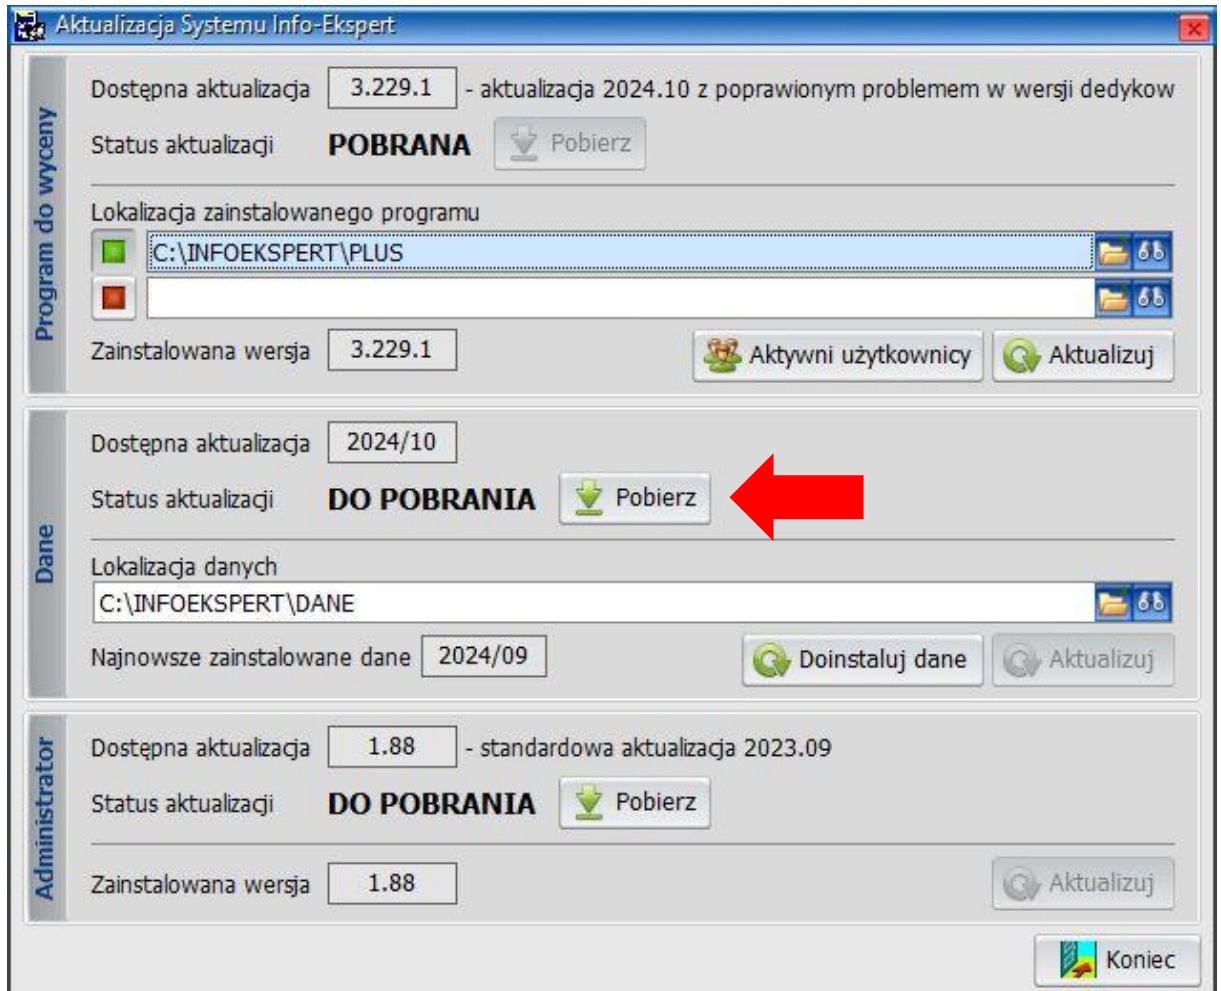 Aktualizacja Systemu Info-Ekspert
Program do wyceny
Dostępna aktualizacja 3.229.1 - aktualizacja 2024.10 z poprawionym problemem w wersji dedykow
Status aktualizacji POBRANA Pobierz
Lokalizacja zainstalowanego programu
C:\INFOEKSPERT\PLUS
Zainstalowana wersja 3.229.1 Aktywni użytkownicy Aktualizuj
Dane
Dostępna aktualizacja 2024/10
Status aktualizacji DO POBRANIA Pobierz
Lokalizacja danych
C:\INFOEKSPERT\DANE
Najnowsze zainstalowane dane 2024/09 Doinstaluj dane Aktualizuj
Administrator
Dostępna aktualizacja 1.88 - standardowa aktualizacja 2023.09
Status aktualizacji DO POBRANIA Pobierz
Zainstalowana wersja 1.88 Aktualizuj
Koniec